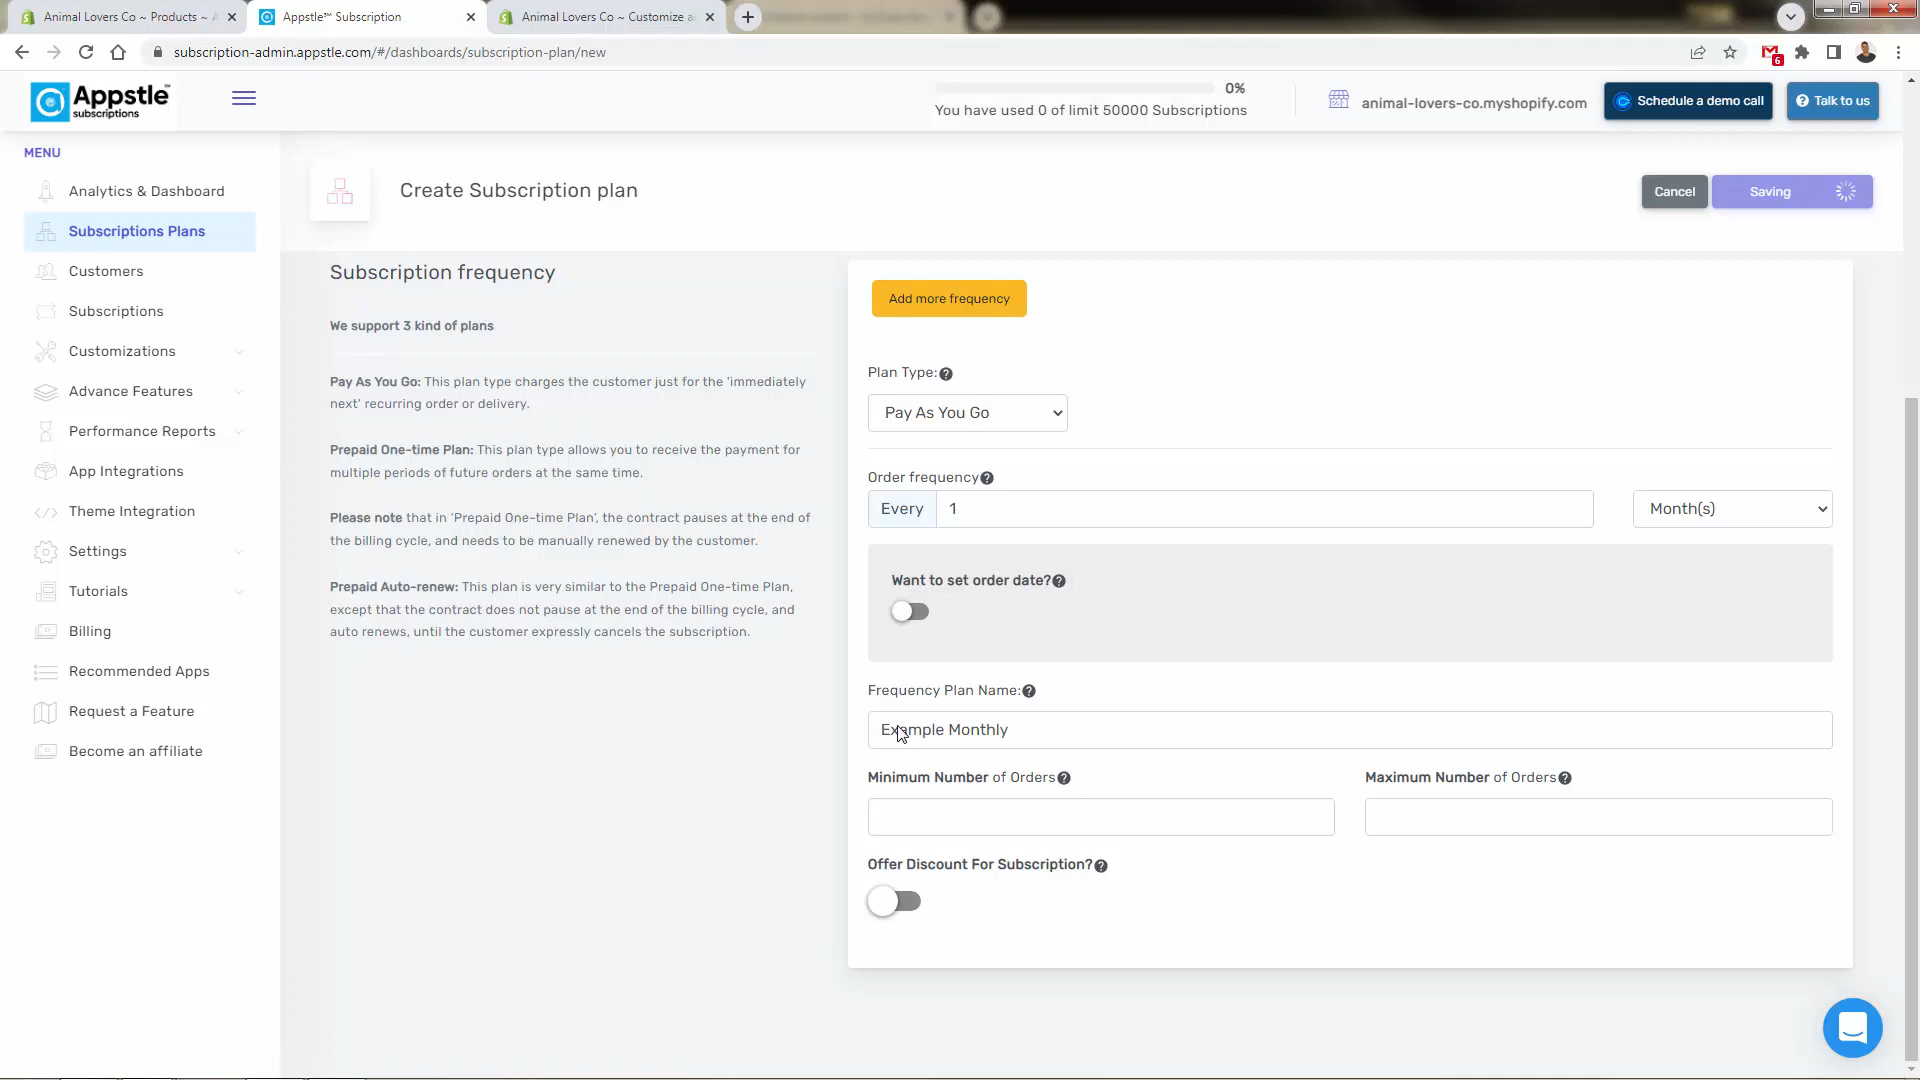 Animal Lovers Co ~ Products ~ A
Appstle℠ Subscription
Animal Lovers Co ~ Customize a
subscription-admin.appstle.com/#/dashboards/subscription-plan/new
6
Appstle™
subscriptions
0%
You have used 0 of limit 50000 Subscriptions
animal-lovers-co.myshopify.com
Schedule a demo call
Talk to us
MENU
Analytics & Dashboard
Subscriptions Plans
Customers
Subscriptions
Customizations
Advance Features
Performance Reports
App Integrations
Theme Integration
Settings
Tutorials
Billing
Recommended Apps
Request a Feature
Become an affiliate
Create Subscription plan
Cancel
Saving
Subscription frequency
We support 3 kind of plans
Pay As You Go: This plan type charges the customer just for the 'immediately
next' recurring order or delivery.
Prepaid One-time Plan: This plan type allows you to receive the payment for
multiple periods of future orders at the same time.
Please note that in 'Prepaid One-time Plan', the contract pauses at the end of
the billing cycle, and needs to be manually renewed by the customer.
Prepaid Auto-renew: This plan is very similar to the Prepaid One-time Plan,
except that the contract does not pause at the end of the billing cycle, and
auto renews, until the customer expressly cancels the subscription.
Add more frequency
Plan Type:
Pay As You Go
Order frequency
Every 1
Month(s)
Want to set order date?
Frequency Plan Name:
Example Monthly
Minimum Number of Orders
Maximum Number of Orders
Offer Discount For Subscription?